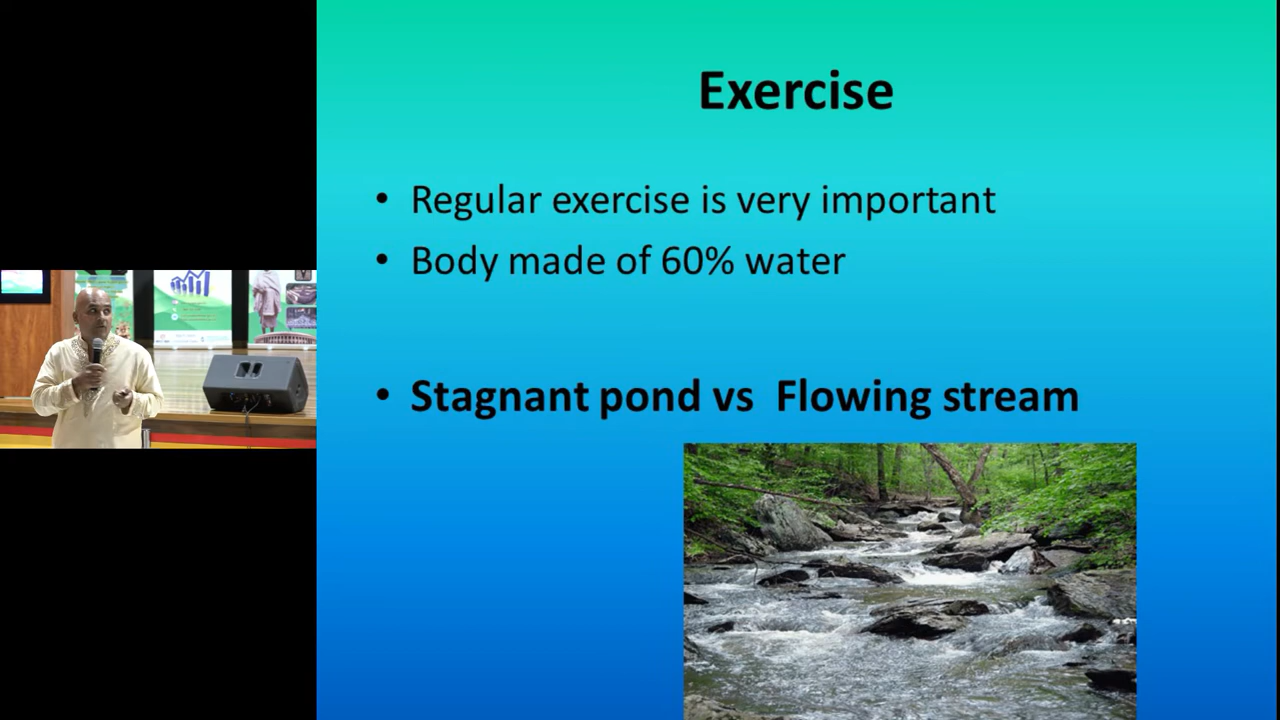 Exercise
• Regular exercise is very important
• Body made of 60% water
• Stagnant pond vs  Flowing stream